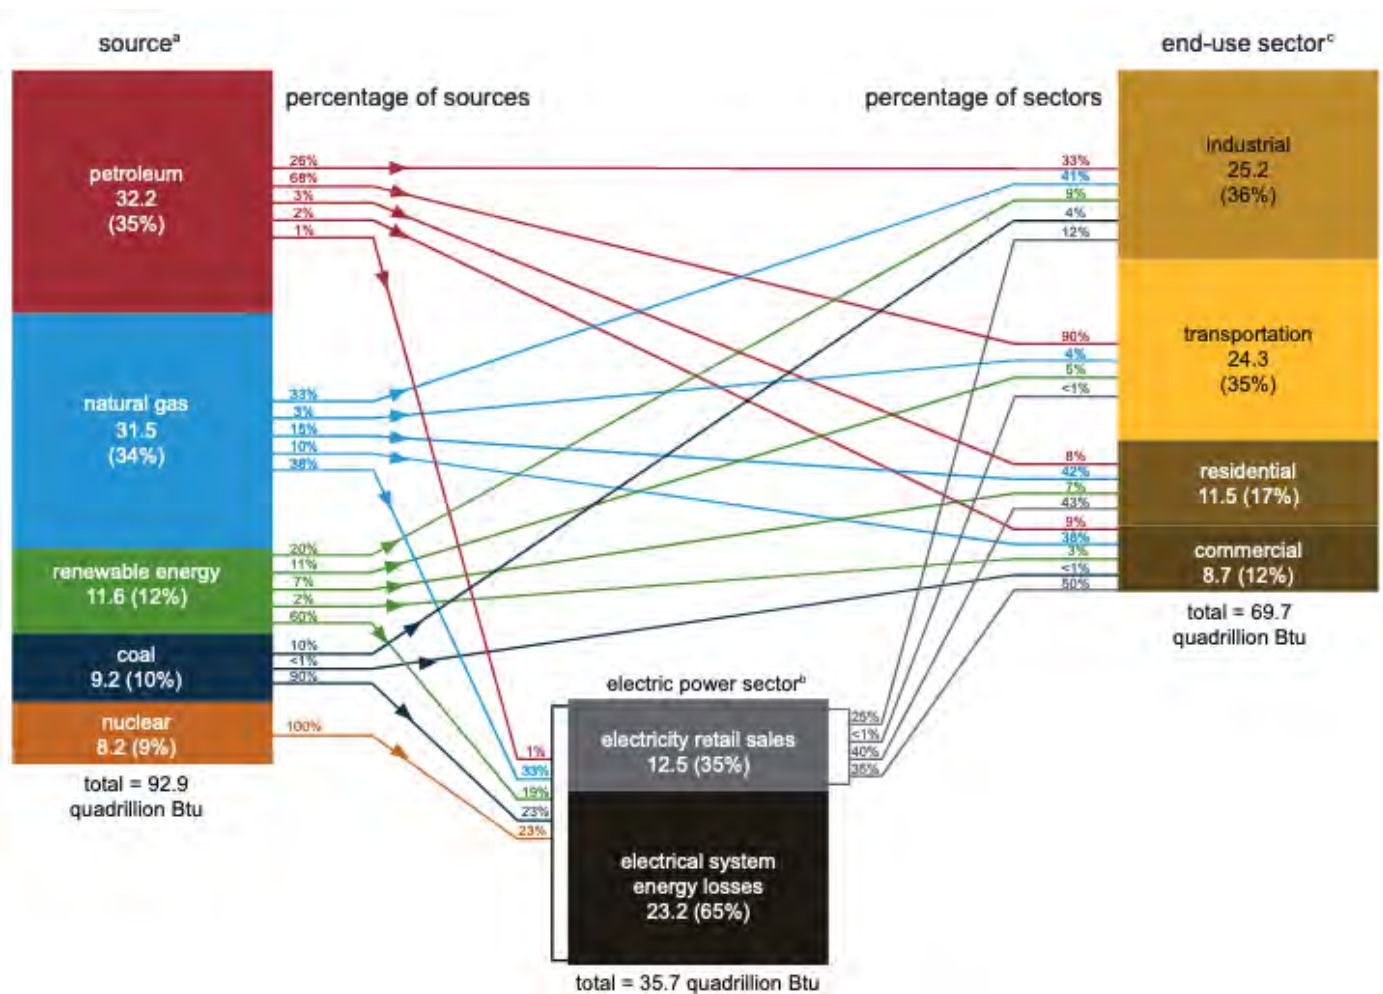 sourceᵃ
end-use sectorᶜ
percentage of sources
percentage of sectors
petroleum
32.2
(35%)
26%
68%
3%
2%
1%
natural gas
31.5
(34%)
33%
3%
15%
10%
38%
renewable energy
11.6 (12%)
20%
11%
7%
2%
60%
coal
9.2 (10%)
10%
<1%
90%
nuclear
8.2 (9%)
100%
total = 92.9
quadrillion Btu
33%
41%
9%
4%
12%
industrial
25.2
(36%)
90%
4%
5%
<1%
transportation
24.3
(35%)
8%
42%
7%
43%
residential
11.5 (17%)
9%
38%
3%
<1%
50%
commercial
8.7 (12%)
total = 69.7
quadrillion Btu
electric power sectorᵇ
1%
33%
19%
23%
23%
electricity retail sales
12.5 (35%)
25%
<1%
40%
35%
electrical system
energy losses
23.2 (65%)
total = 35.7 quadrillion Btu